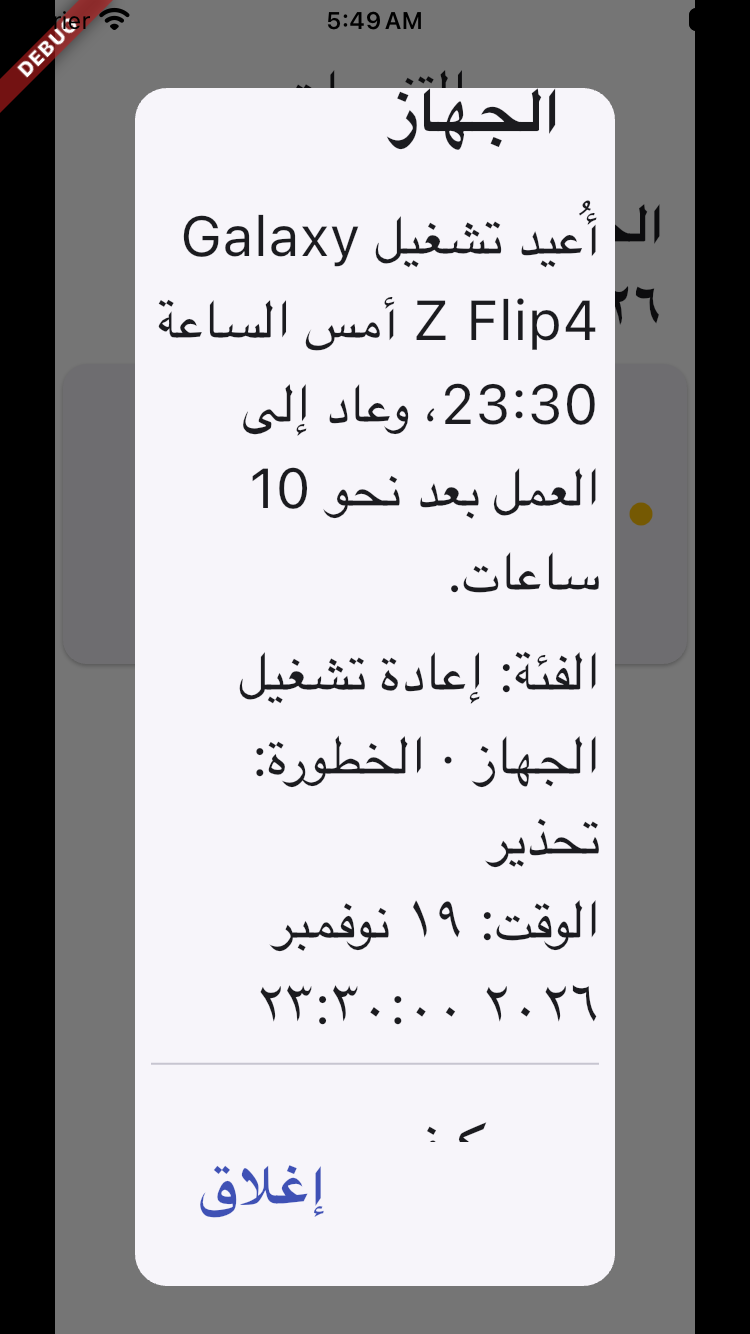 5:49 AM
DEBUG
الجهاز
أُعيد تشغيل Galaxy
Z Flip4 أمس الساعة
23:30، وعاد إلى
العمل بعد نحو 10
ساعات.
الفئة: إعادة تشغيل
الجهاز · الخطورة:
تحذير
الوقت: ١٩ نوفمبر
٢٠٢٦ ٢٣:٣٠:٠٠
إغلاق